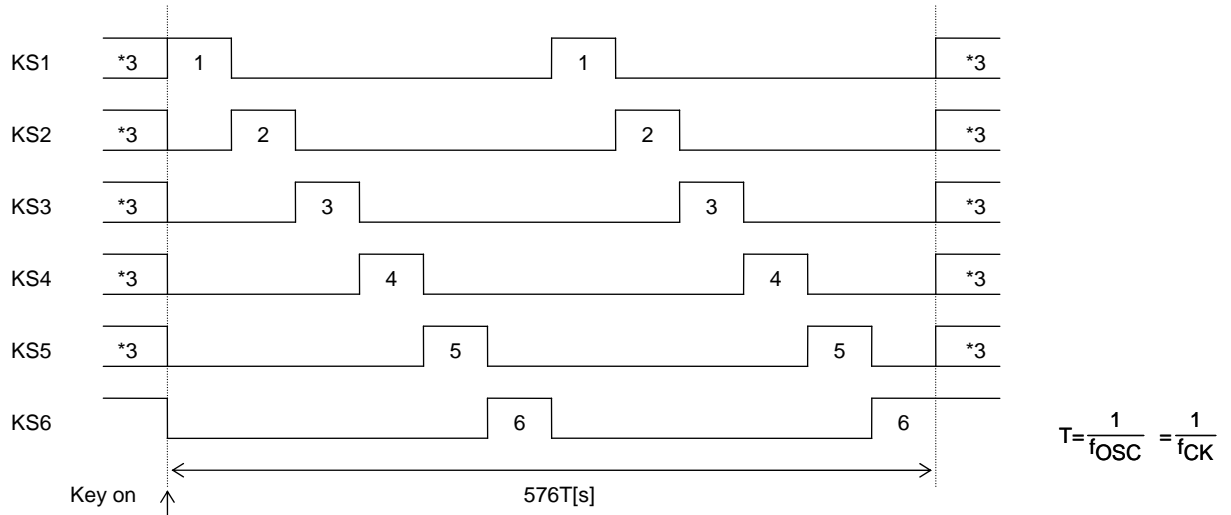 KS1 *3 1 1 *3
KS2 *3 2 2 *3
KS3 *3 3 3 *3
KS4 *3 4 4 *3
KS5 *3 5 5 *3
KS6 6 6
T=1/fOSC =1/fCK
Key on 576T[s]